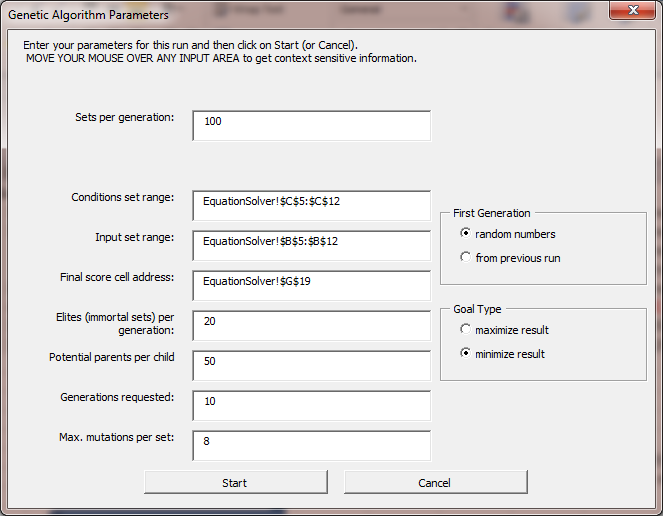 Genetic Algorithm Parameters
Enter your parameters for this run and then click on Start (or Cancel).
MOVE YOUR MOUSE OVER ANY INPUT AREA to get context sensitive information.
Sets per generation:
100
Conditions set range:
EquationSolver!$C$5:$C$12
Input set range:
EquationSolver!$B$5:$B$12
Final score cell address:
EquationSolver!$G$19
Elites (immortal sets) per
generation:
20
Potential parents per child
50
Generations requested:
10
Max. mutations per set:
8
First Generation
random numbers
from previous run
Goal Type
maximize result
minimize result
Start
Cancel